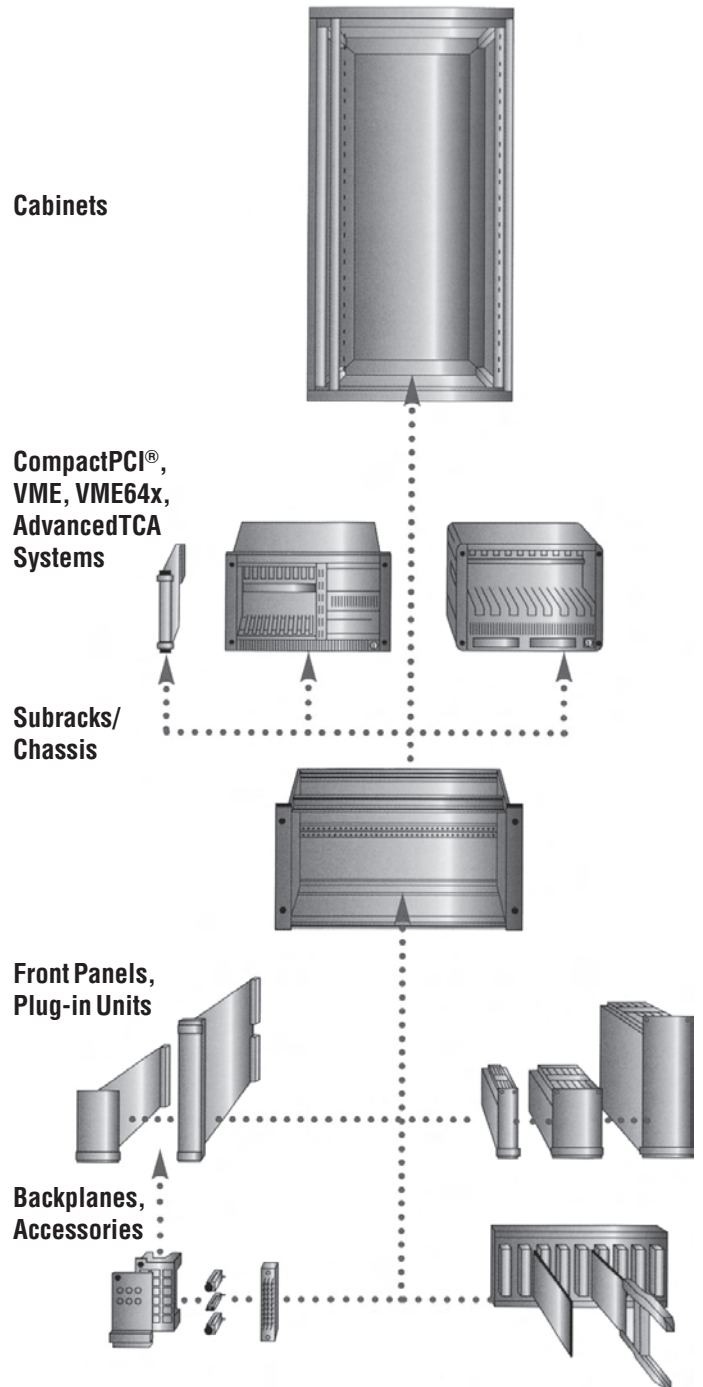 Cabinets
CompactPCI®,
VME, VME64x,
AdvancedTCA
Systems
Subracks/
Chassis
Front Panels,
Plug-in Units
Backplanes,
Accessories